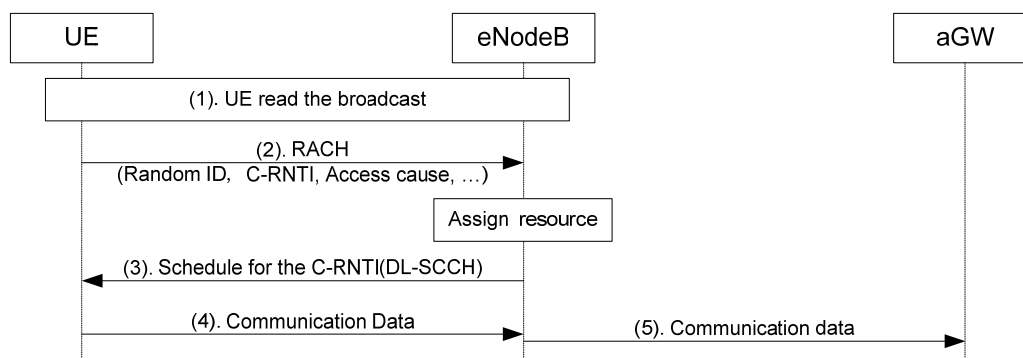 UE
eNodeB
aGW
(1). UE read the broadcast
(2). RACH
(Random ID, C-RNTI, Access cause, ...)
Assign resource
(3). Schedule for the C-RNTI(DL-SCCH)
(4). Communication Data
(5). Communication data